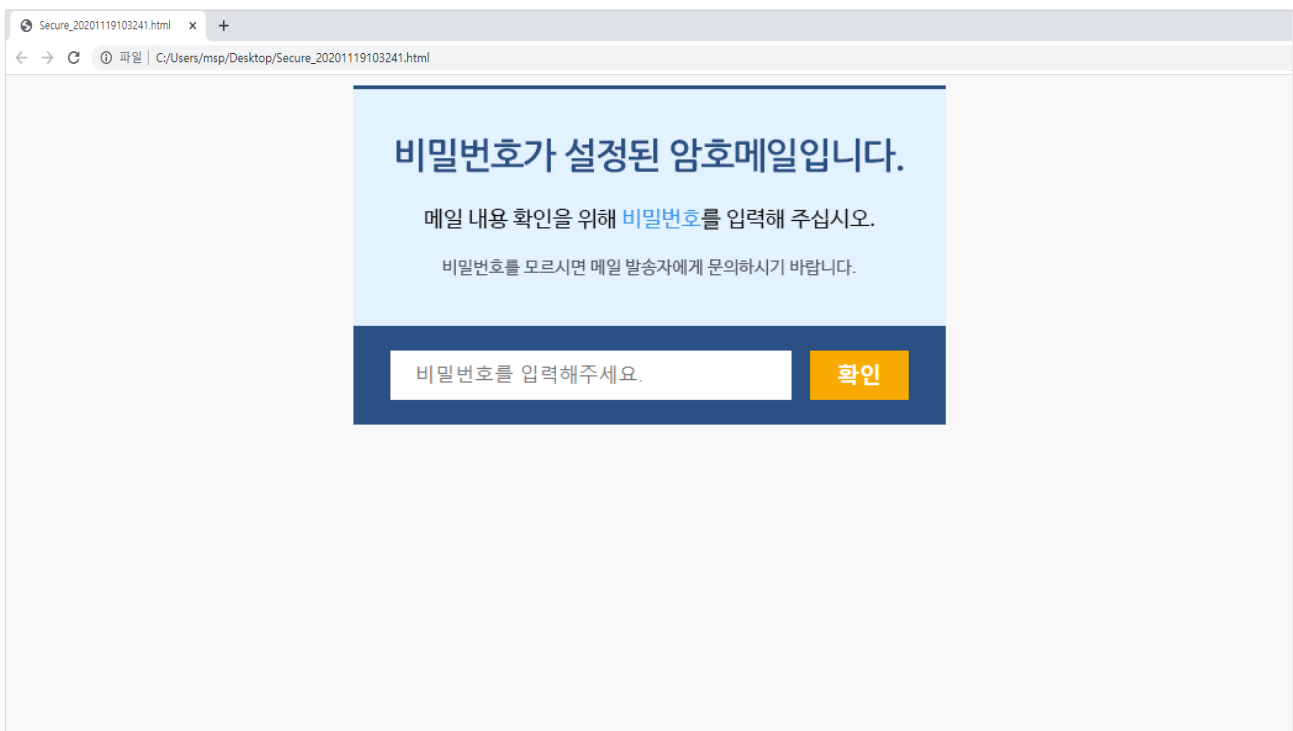 Secure_20201119103241.html
파일 C:/Users/msp/Desktop/Secure_20201119103241.html
비밀번호가 설정된 암호메일입니다.
메일 내용 확인을 위해 비밀번호를 입력해 주십시오.
비밀번호를 모르시면 메일 발송자에게 문의하시기 바랍니다.
비밀번호를 입력해주세요. 확인